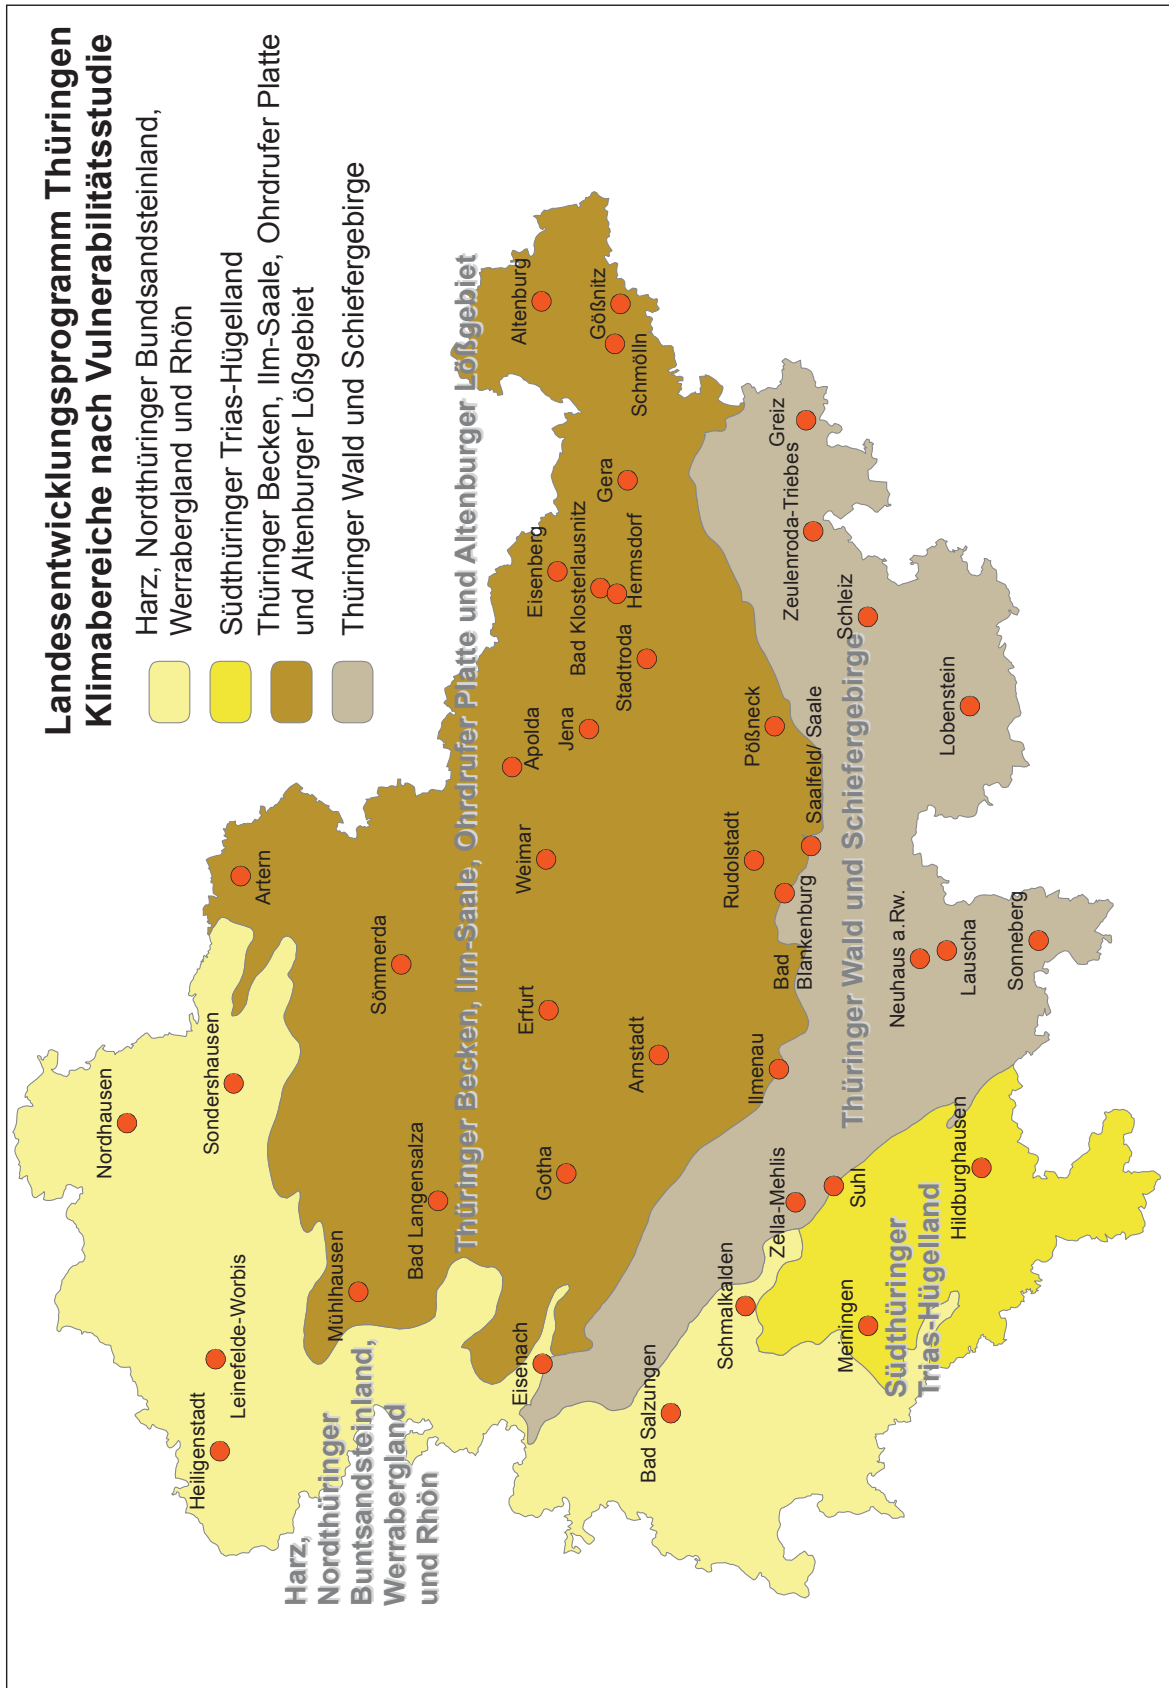 Landesentwicklungsprogramm Thüringen
Klimabereiche nach Vulnerabilitätsstudie
Harz, Nordthüringer Bundsandsteinland,
Werrabergland und Rhön
Südthüringer Trias-Hügelland
Thüringer Becken, Ilm-Saale, Ohrdrufer Platte
und Altenburger Lößgebiet
Thüringer Wald und Schiefergebirge
Nordhausen
Sondershausen
Artern
Heiligenstadt
Leinefelde-Worbis
Mühlhausen
Sömmerda
Bad Langensalza
Harz,
Nordthüringer
Buntsandsteinland,
Werrabergland
und Rhön
Thüringer Becken, Ilm-Saale, Ohrdrufer Platte und Altenburger Lößgebiet
Altenburg
Gößnitz
Schmölln
Gera
Eisenberg
Bad Klosterlausnitz
Hermsdorf
Stadtroda
Apolda
Jena
Weimar
Erfurt
Gotha
Eisenach
Arnstadt
Bad Salzungen
Schmalkalden
Zella-Mehlis
Suhl
Ilmenau
Rudolstadt
Bad
Blankenburg
Saalfeld/ Saale
Pößneck
Greiz
Zeulenroda-Triebes
Schleiz
Thüringer Wald und Schiefergebirge
Meiningen
Südthüringer
Trias-Hügelland
Hildburghausen
Neuhaus a.Rw.
Lauscha
Sonneberg
Lobenstein